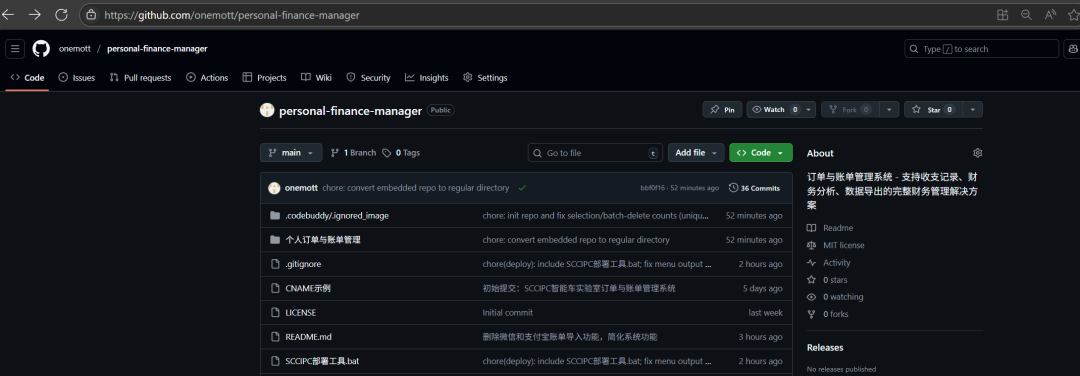 https://github.com/onemott/personal-finance-manager
onemott / personal-finance-manager Type / to search
Code Issues Pull requests Actions Projects Wiki Security Insights Settings
personal-finance-manager Public Pin Watch 0 Fork 0 Star 0
main 1 Branch 0 Tags Go to file t Add file Code
About
订单与账单管理系统 - 支持收支记录、财
务分析、数据导出的完整财务管理解决方
案
onemott chore: convert embedded repo to regular directory bbf0f16 · 52 minutes ago 36 Commits
.codebuddy/.ignored_image chore: init repo and fix selection/batch-delete counts (uniqu... 52 minutes ago
个人订单与账单管理 chore: convert embedded repo to regular directory 52 minutes ago
.gitignore chore(deploy): include SCCIPC部署工具.bat; fix menu output ... 2 hours ago
CNAME示例 初始提交：SCCIPC智能车实验室订单与账单管理系统 5 days ago
LICENSE Initial commit last week
README.md 删除微信和支付宝账单导入功能，简化系统功能 3 hours ago
SCCIPC部署工具.bat chore(deploy): include SCCIPC部署工具.bat; fix menu output ... 2 hours ago
Readme
MIT license
Activity
0 stars
0 watching
0 forks
Releases
No releases published